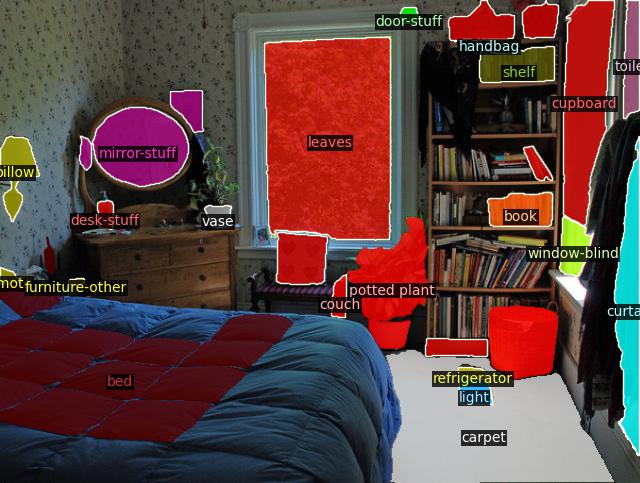 door-stuff
handbag
toile
shelf
cupboard
leaves
mirror-stuff
pillow
book
desk-stuff
vase
window-blind
mot
furniture-other
potted plant
couch
curta
bed
refrigerator
light
carpet